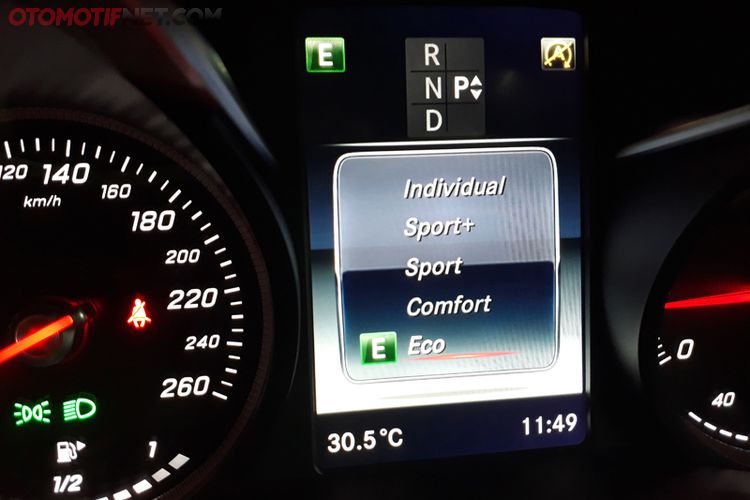 OTOMOTIFNET.COM
E
R
N P
D
A
Individual
Sport+
Sport
Comfort
E Eco
30.5°C 11:49
120
140
km/h
160
180
200
220
240
260
1/2
1
0
40